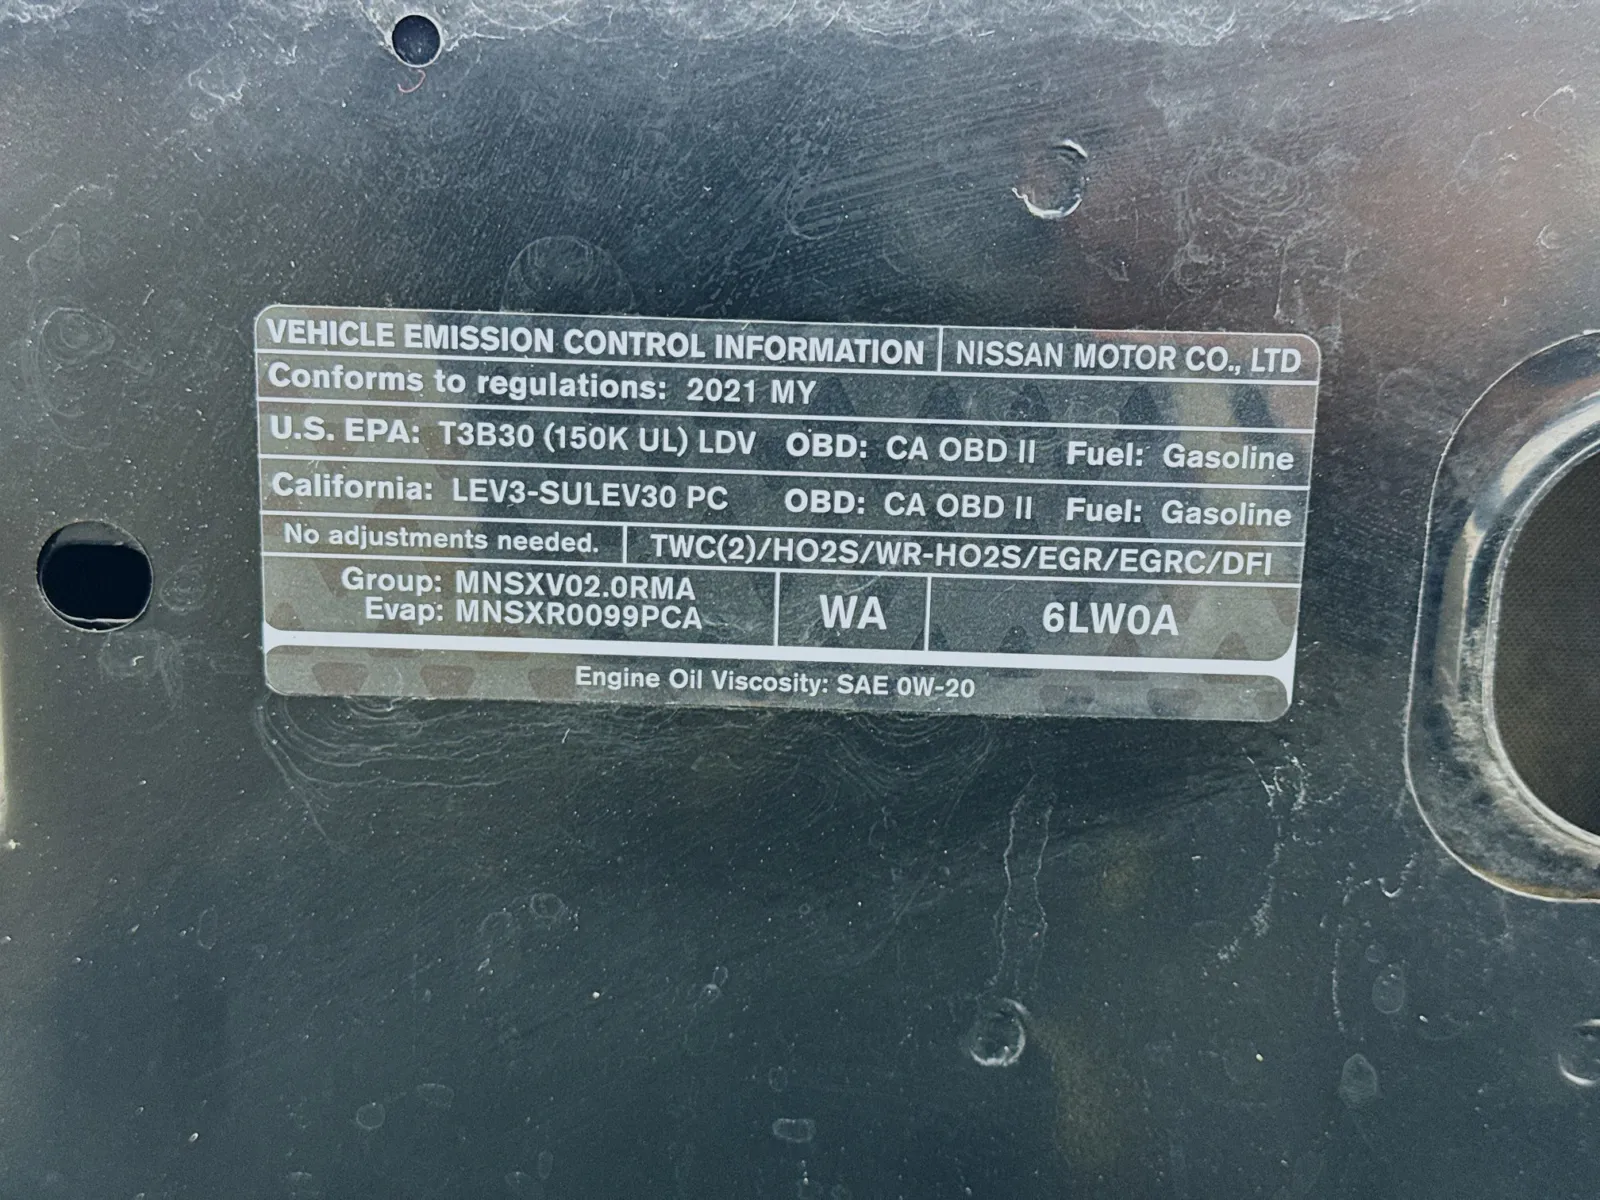 VEHICLE EMISSION CONTROL INFORMATION NISSAN MOTOR CO., LTD
Conforms to regulations: 2021 MY
U.S. EPA: T3B30 (150K UL) LDV OBD: CA OBD II Fuel: Gasoline
California: LEV3-SULEV30 PC OBD: CA OBD II Fuel: Gasoline
No adjustments needed. TWC(2)/HO2S/WR-HO2S/EGR/EGRC/DFI
Group: MNSXV02.0RMA
Evap: MNSXR0099PCA
WA
6LW0A
Engine Oil Viscosity: SAE 0W-20